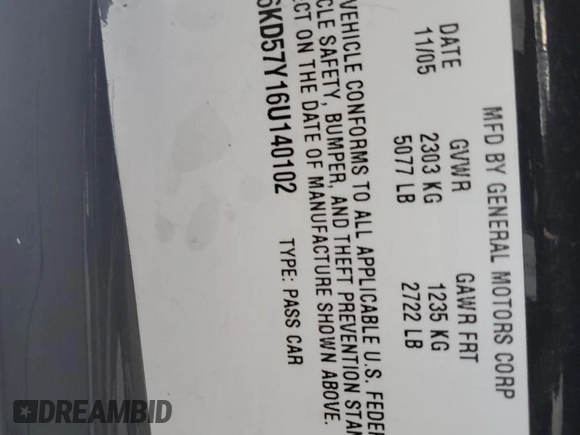 MFD BY GENERAL MOTORS CORP
DATE GVWR GAWR FRT
11/05 2303 KG 1235 KG
5077 LB 2722 LB
VEHICLE CONFORMS TO ALL APPLICABLE U.S. FEDER
CLE SAFETY, BUMPER, AND THEFT PREVENTION STAN
ECT ON THE DATE OF MANUFACTURE SHOWN ABOVE.
6KD57Y16U140102 TYPE: PASS CAR
DREAMBID